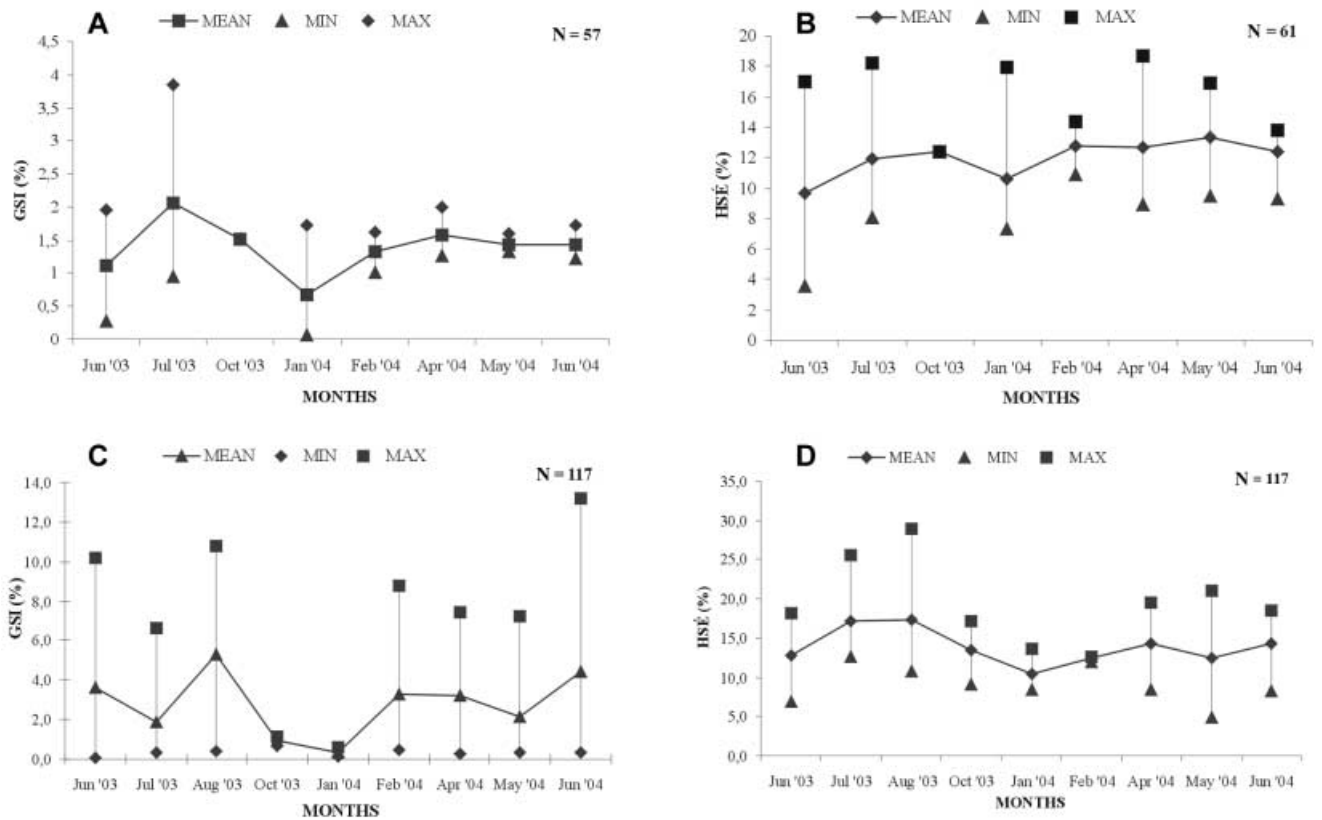 A
MEAN MIN MAX
N = 57
4,5
4
3,5
3
2,5
2
1,5
1
0,5
0
GSI (%)
Jun '03 Jul '03 Oct '03 Jan '04 Feb '04 Apr '04 May '04 Jun '04
MONTHS
B
MEAN MIN MAX
N = 61
20
18
16
14
12
10
8
6
4
2
0
HSÉ (%)
Jun '03 Jul '03 Oct '03 Jan '04 Feb '04 Apr '04 May '04 Jun '04
MONTHS
C
MEAN MIN MAX
N = 117
14,0
12,0
10,0
8,0
6,0
4,0
2,0
0,0
GSI (%)
Jun '03 Jul '03 Aug '03 Oct '03 Jan '04 Feb '04 Apr '04 May '04 Jun '04
MONTHS
D
MEAN MIN MAX
N = 117
35,0
30,0
25,0
20,0
15,0
10,0
5,0
0,0
HSÉ (%)
Jun '03 Jul '03 Aug '03 Oct '03 Jan '04 Feb '04 Apr '04 May '04 Jun '04
MONTHS